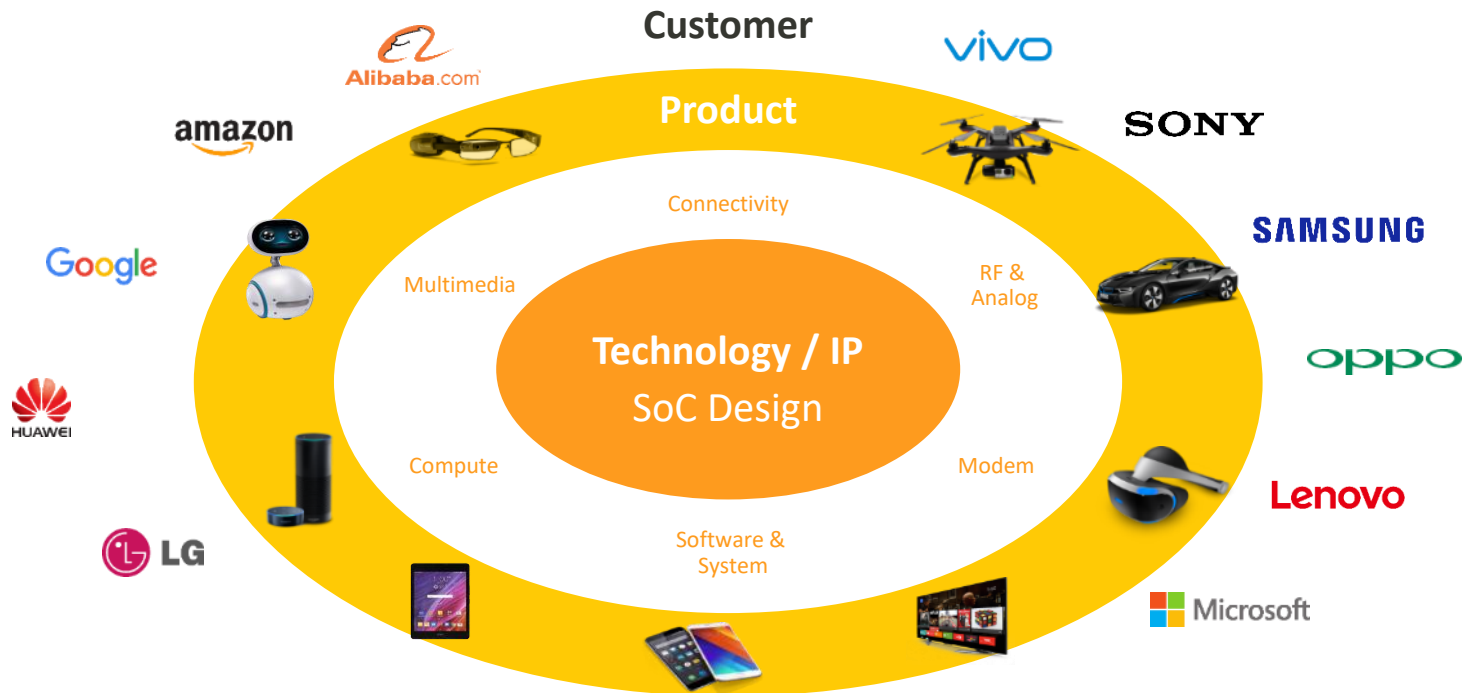 Customer
Alibaba.com
vivo
Product
amazon
SONY
Connectivity
SAMSUNG
Google
Multimedia
RF &
Analog
Technology / IP
SoC Design
oppo
HUAWEI
Compute
Modem
Lenovo
Software &
System
LG
Microsoft